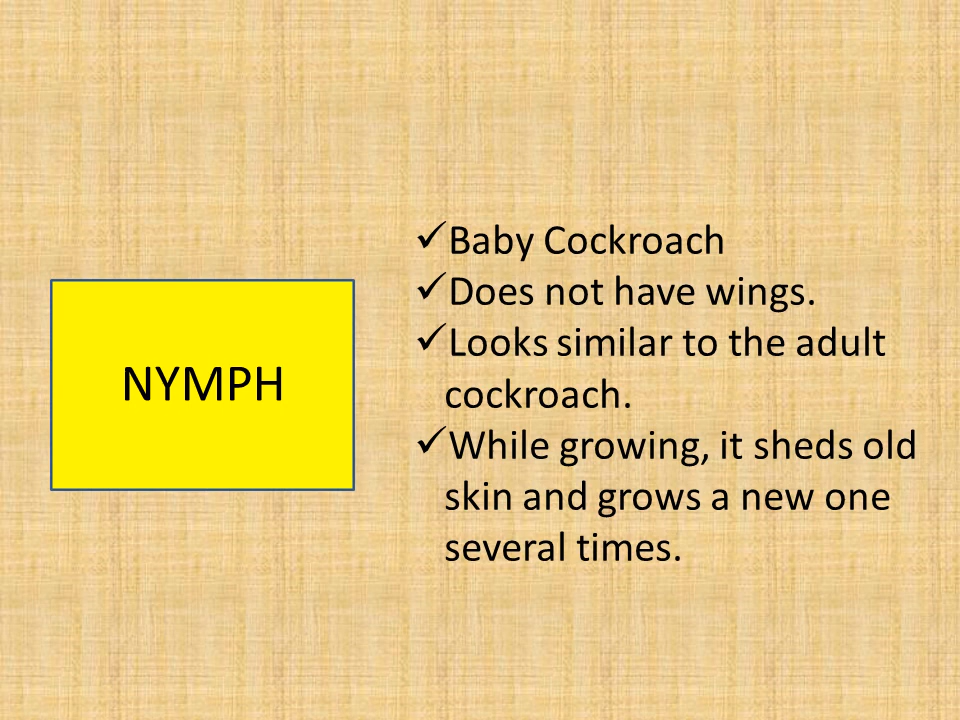 NYMPH
✓Baby Cockroach
✓Does not have wings.
✓Looks similar to the adult
cockroach.
✓While growing, it sheds old
skin and grows a new one
several times.